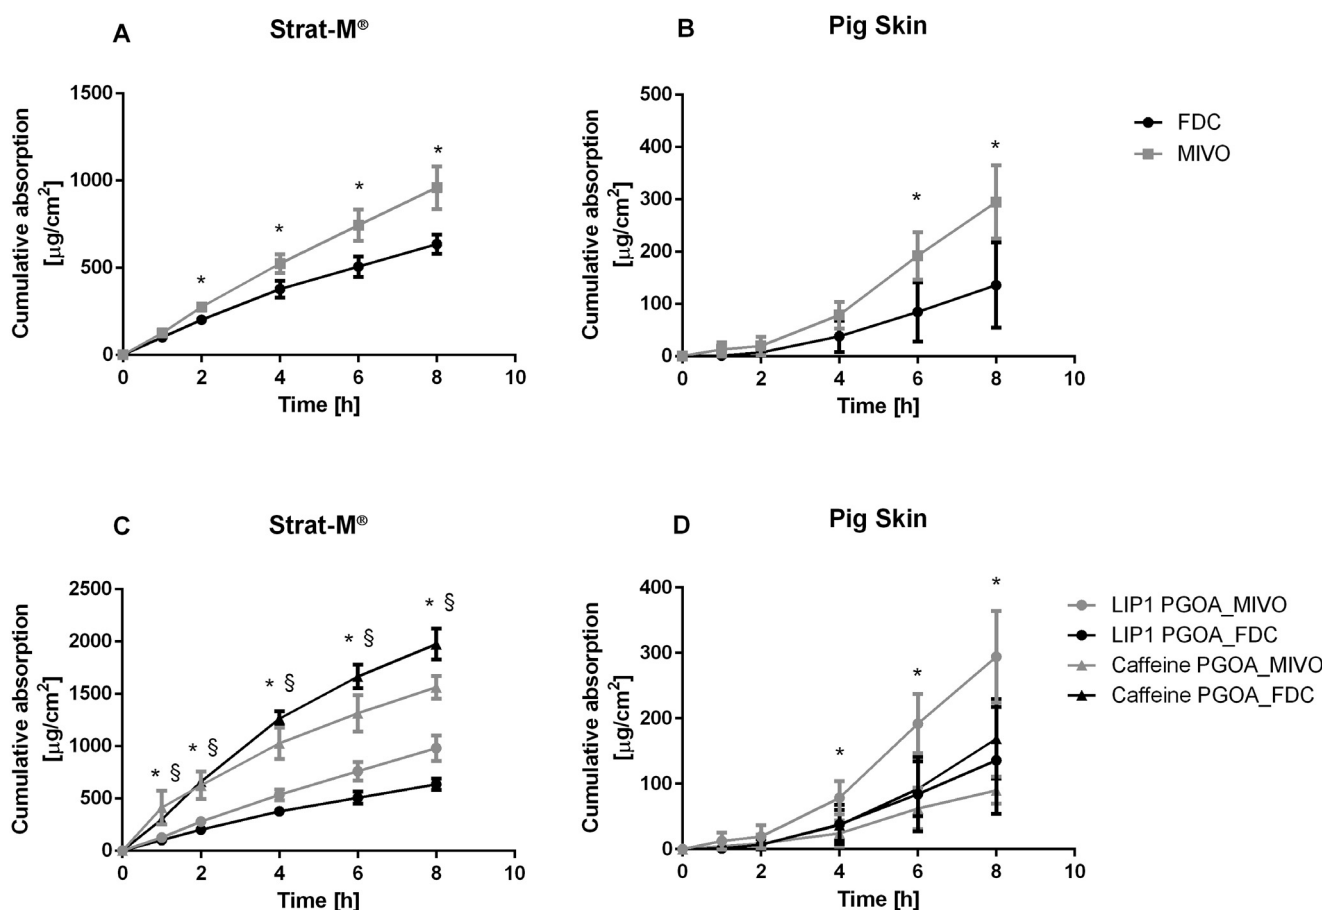 A
Strat-M®
Cumulative absorption
[µg/cm²]
1500
1000
500
0
* * * *
0 2 4 6 8 10
Time [h]
B
Pig Skin
Cumulative absorption
[µg/cm²]
500
400
300
200
100
0
* *
0 2 4 6 8 10
Time [h]
FDC
MIVO
C
Strat-M®
Cumulative absorption
[µg/cm²]
2500
2000
1500
1000
500
0
* § * § * § * § * §
0 2 4 6 8 10
Time [h]
D
Pig Skin
Cumulative absorption
[µg/cm²]
400
300
200
100
0
* * *
0 2 4 6 8 10
Time [h]
LIP1 PGOA_MIVO
LIP1 PGOA_FDC
Caffeine PGOA_MIVO
Caffeine PGOA_FDC